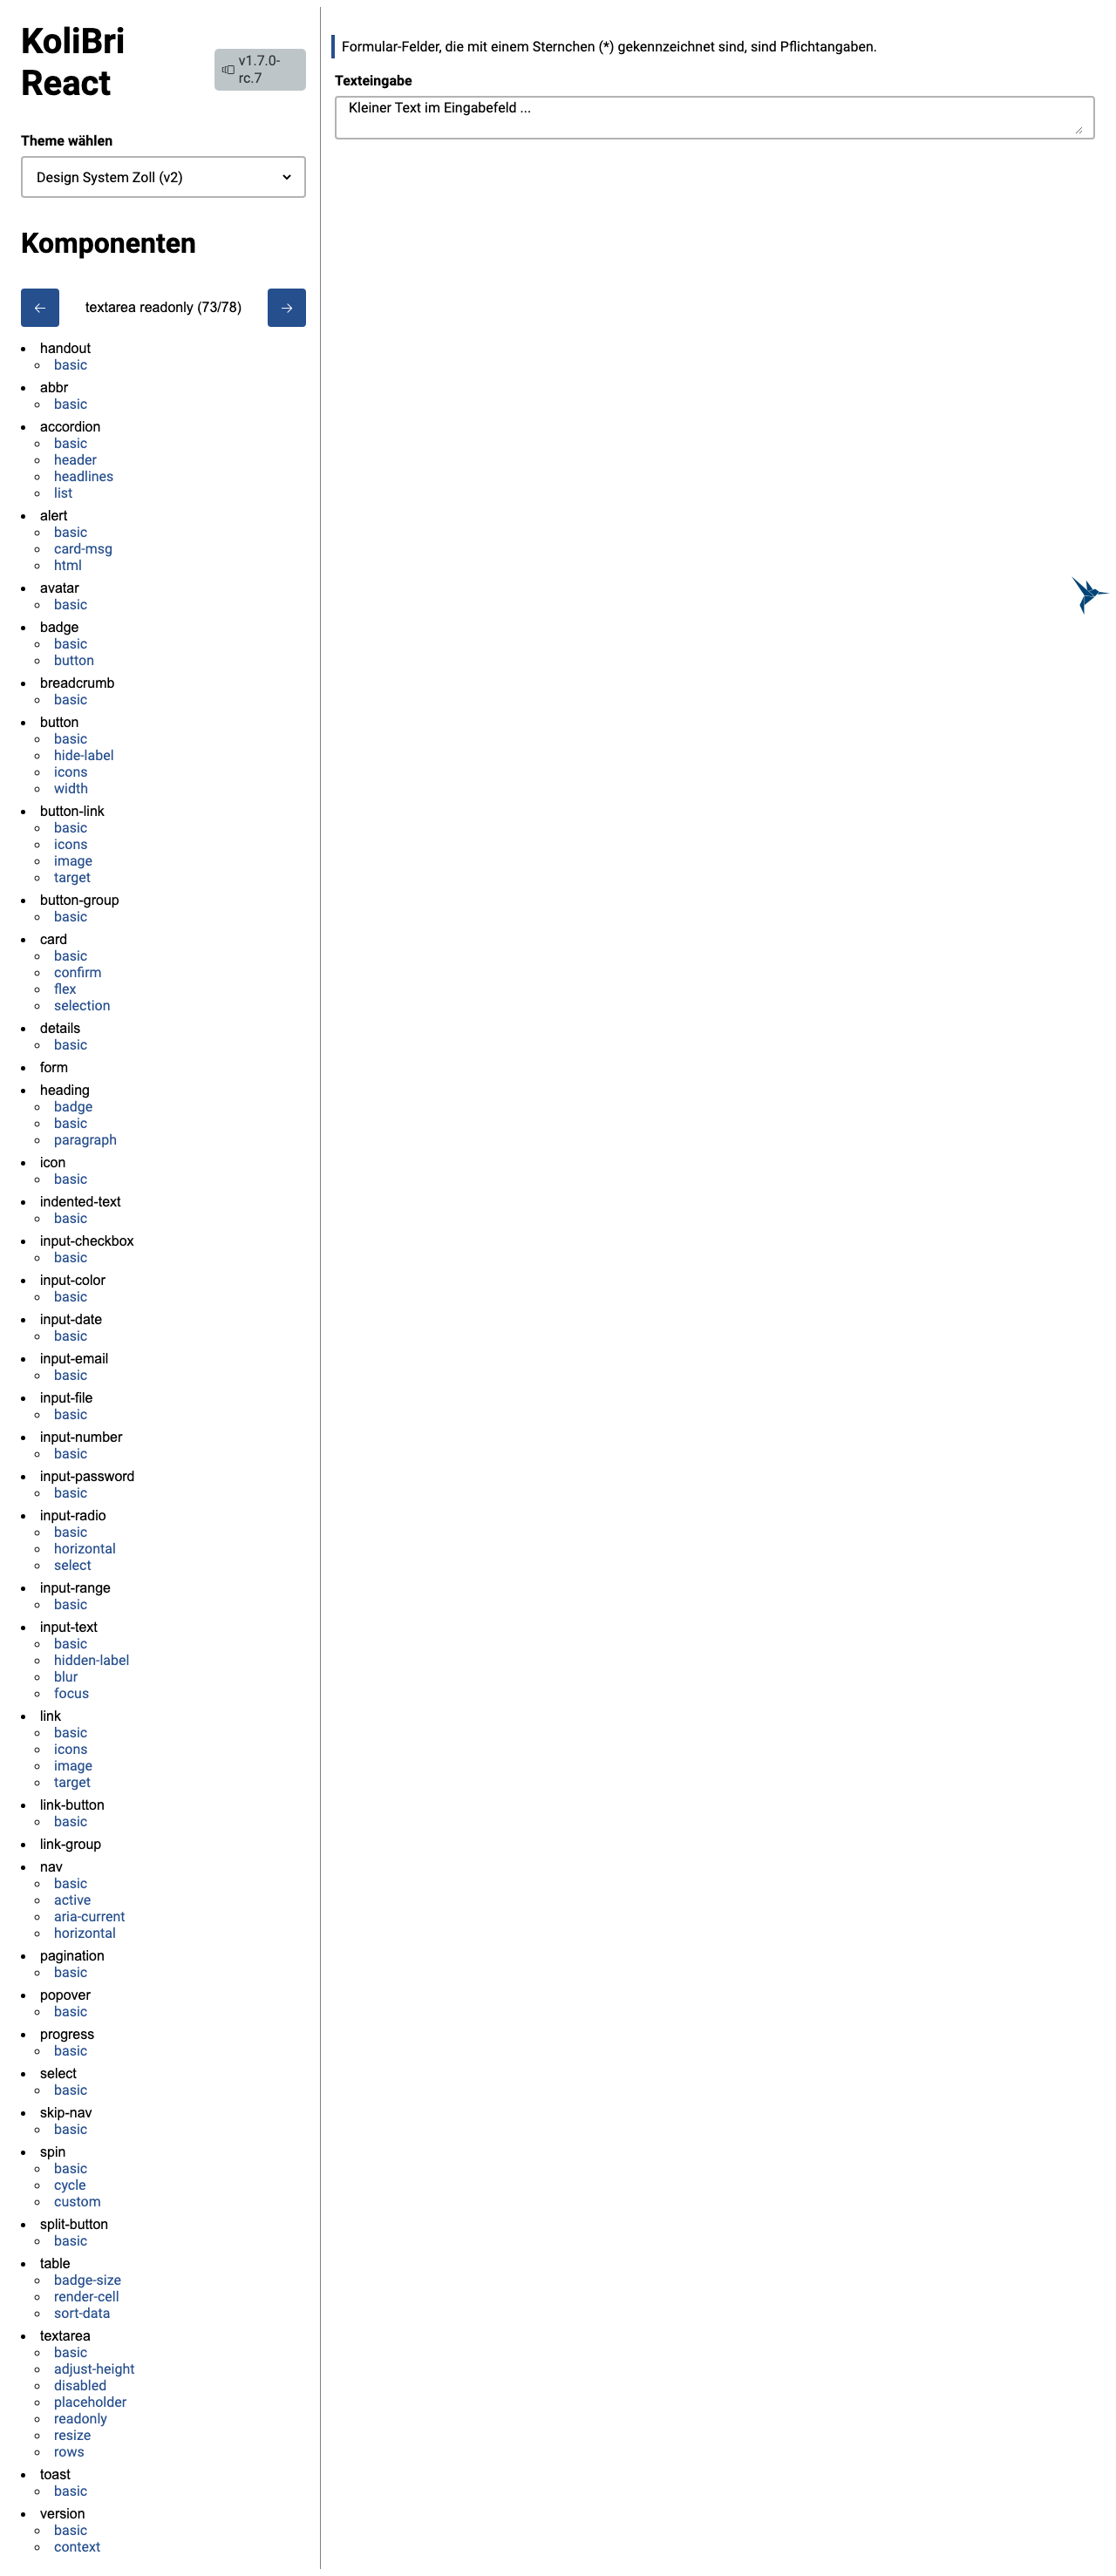 KoliBri
React
v1.7.0-
rc.7
Theme wählen
Design System Zoll (v2)
Komponenten
textarea readonly (73/78)
handout
basic
abbr
basic
accordion
basic
header
headlines
list
alert
basic
card-msg
html
avatar
basic
badge
basic
button
breadcrumb
basic
button
basic
hide-label
icons
width
button-link
basic
icons
image
target
button-group
basic
card
basic
confirm
flex
selection
details
basic
form
heading
badge
basic
paragraph
icon
basic
indented-text
basic
input-checkbox
basic
input-color
basic
input-date
basic
input-email
basic
input-file
basic
input-number
basic
input-password
basic
input-radio
basic
horizontal
select
input-range
basic
input-text
basic
hidden-label
blur
focus
link
basic
icons
image
target
link-button
basic
link-group
nav
basic
active
aria-current
horizontal
pagination
basic
popover
basic
progress
basic
select
basic
skip-nav
basic
spin
basic
cycle
custom
split-button
basic
table
badge-size
render-cell
sort-data
textarea
basic
adjust-height
disabled
placeholder
readonly
resize
rows
toast
basic
version
basic
context
Formular-Felder, die mit einem Sternchen (*) gekennzeichnet sind, sind Pflichtangaben.
Texteingabe
Kleiner Text im Eingabefeld ...